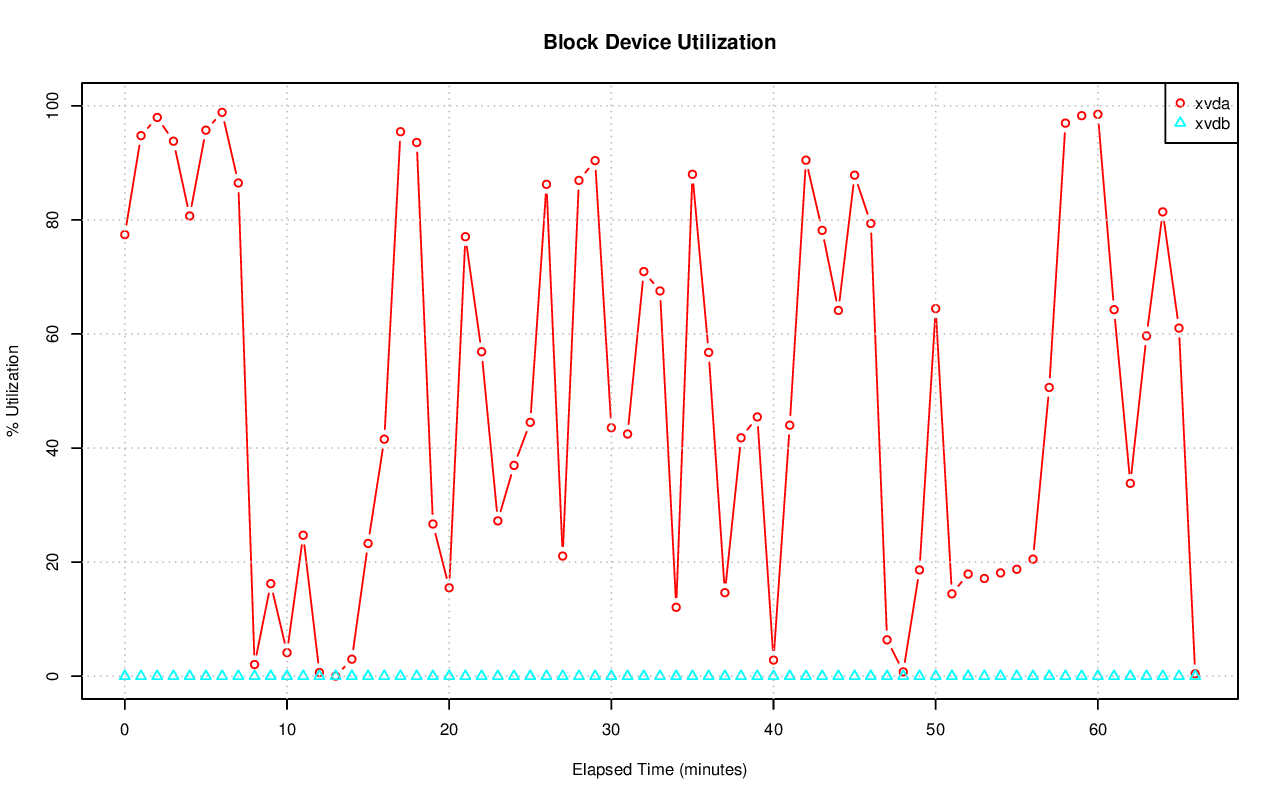 Block Device Utilization
xvda
xvdb
% Utilization
100
80
60
40
20
0
0 10 20 30 40 50 60
Elapsed Time (minutes)